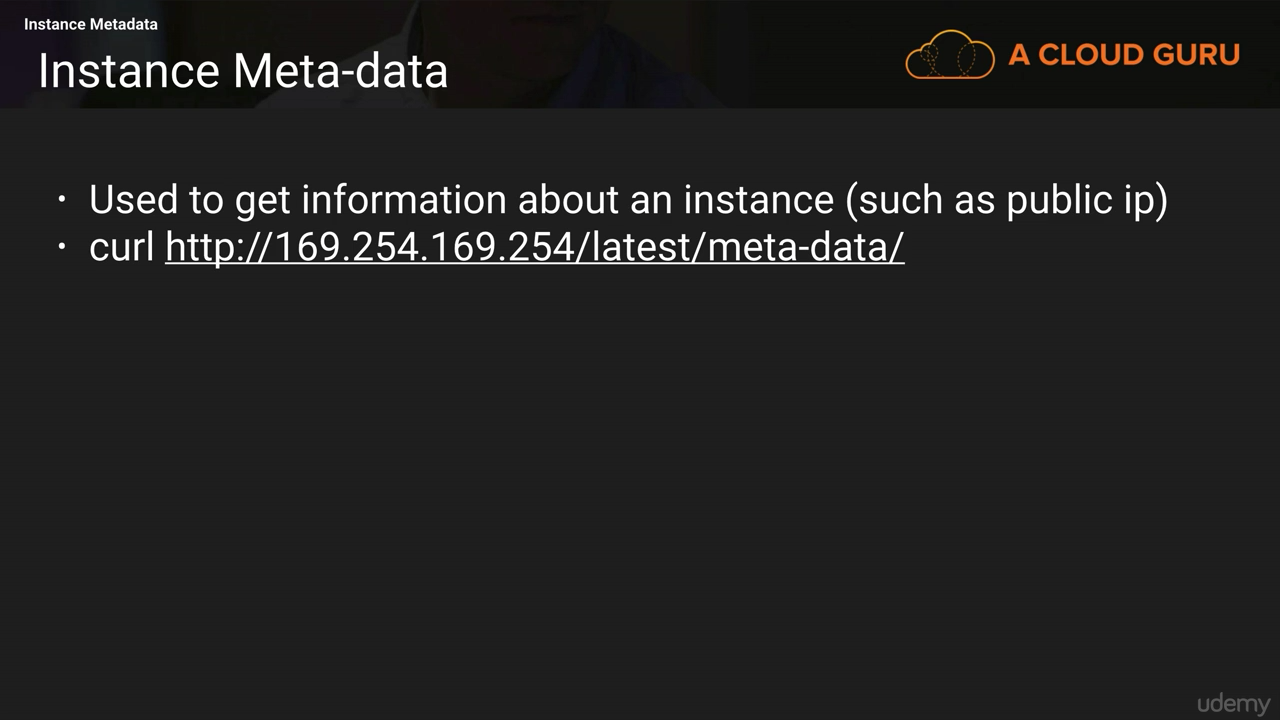 Instance Metadata
Instance Meta-data
A CLOUD GURU
• Used to get information about an instance (such as public ip)
• curl http://169.254.169.254/latest/meta-data/
udemy